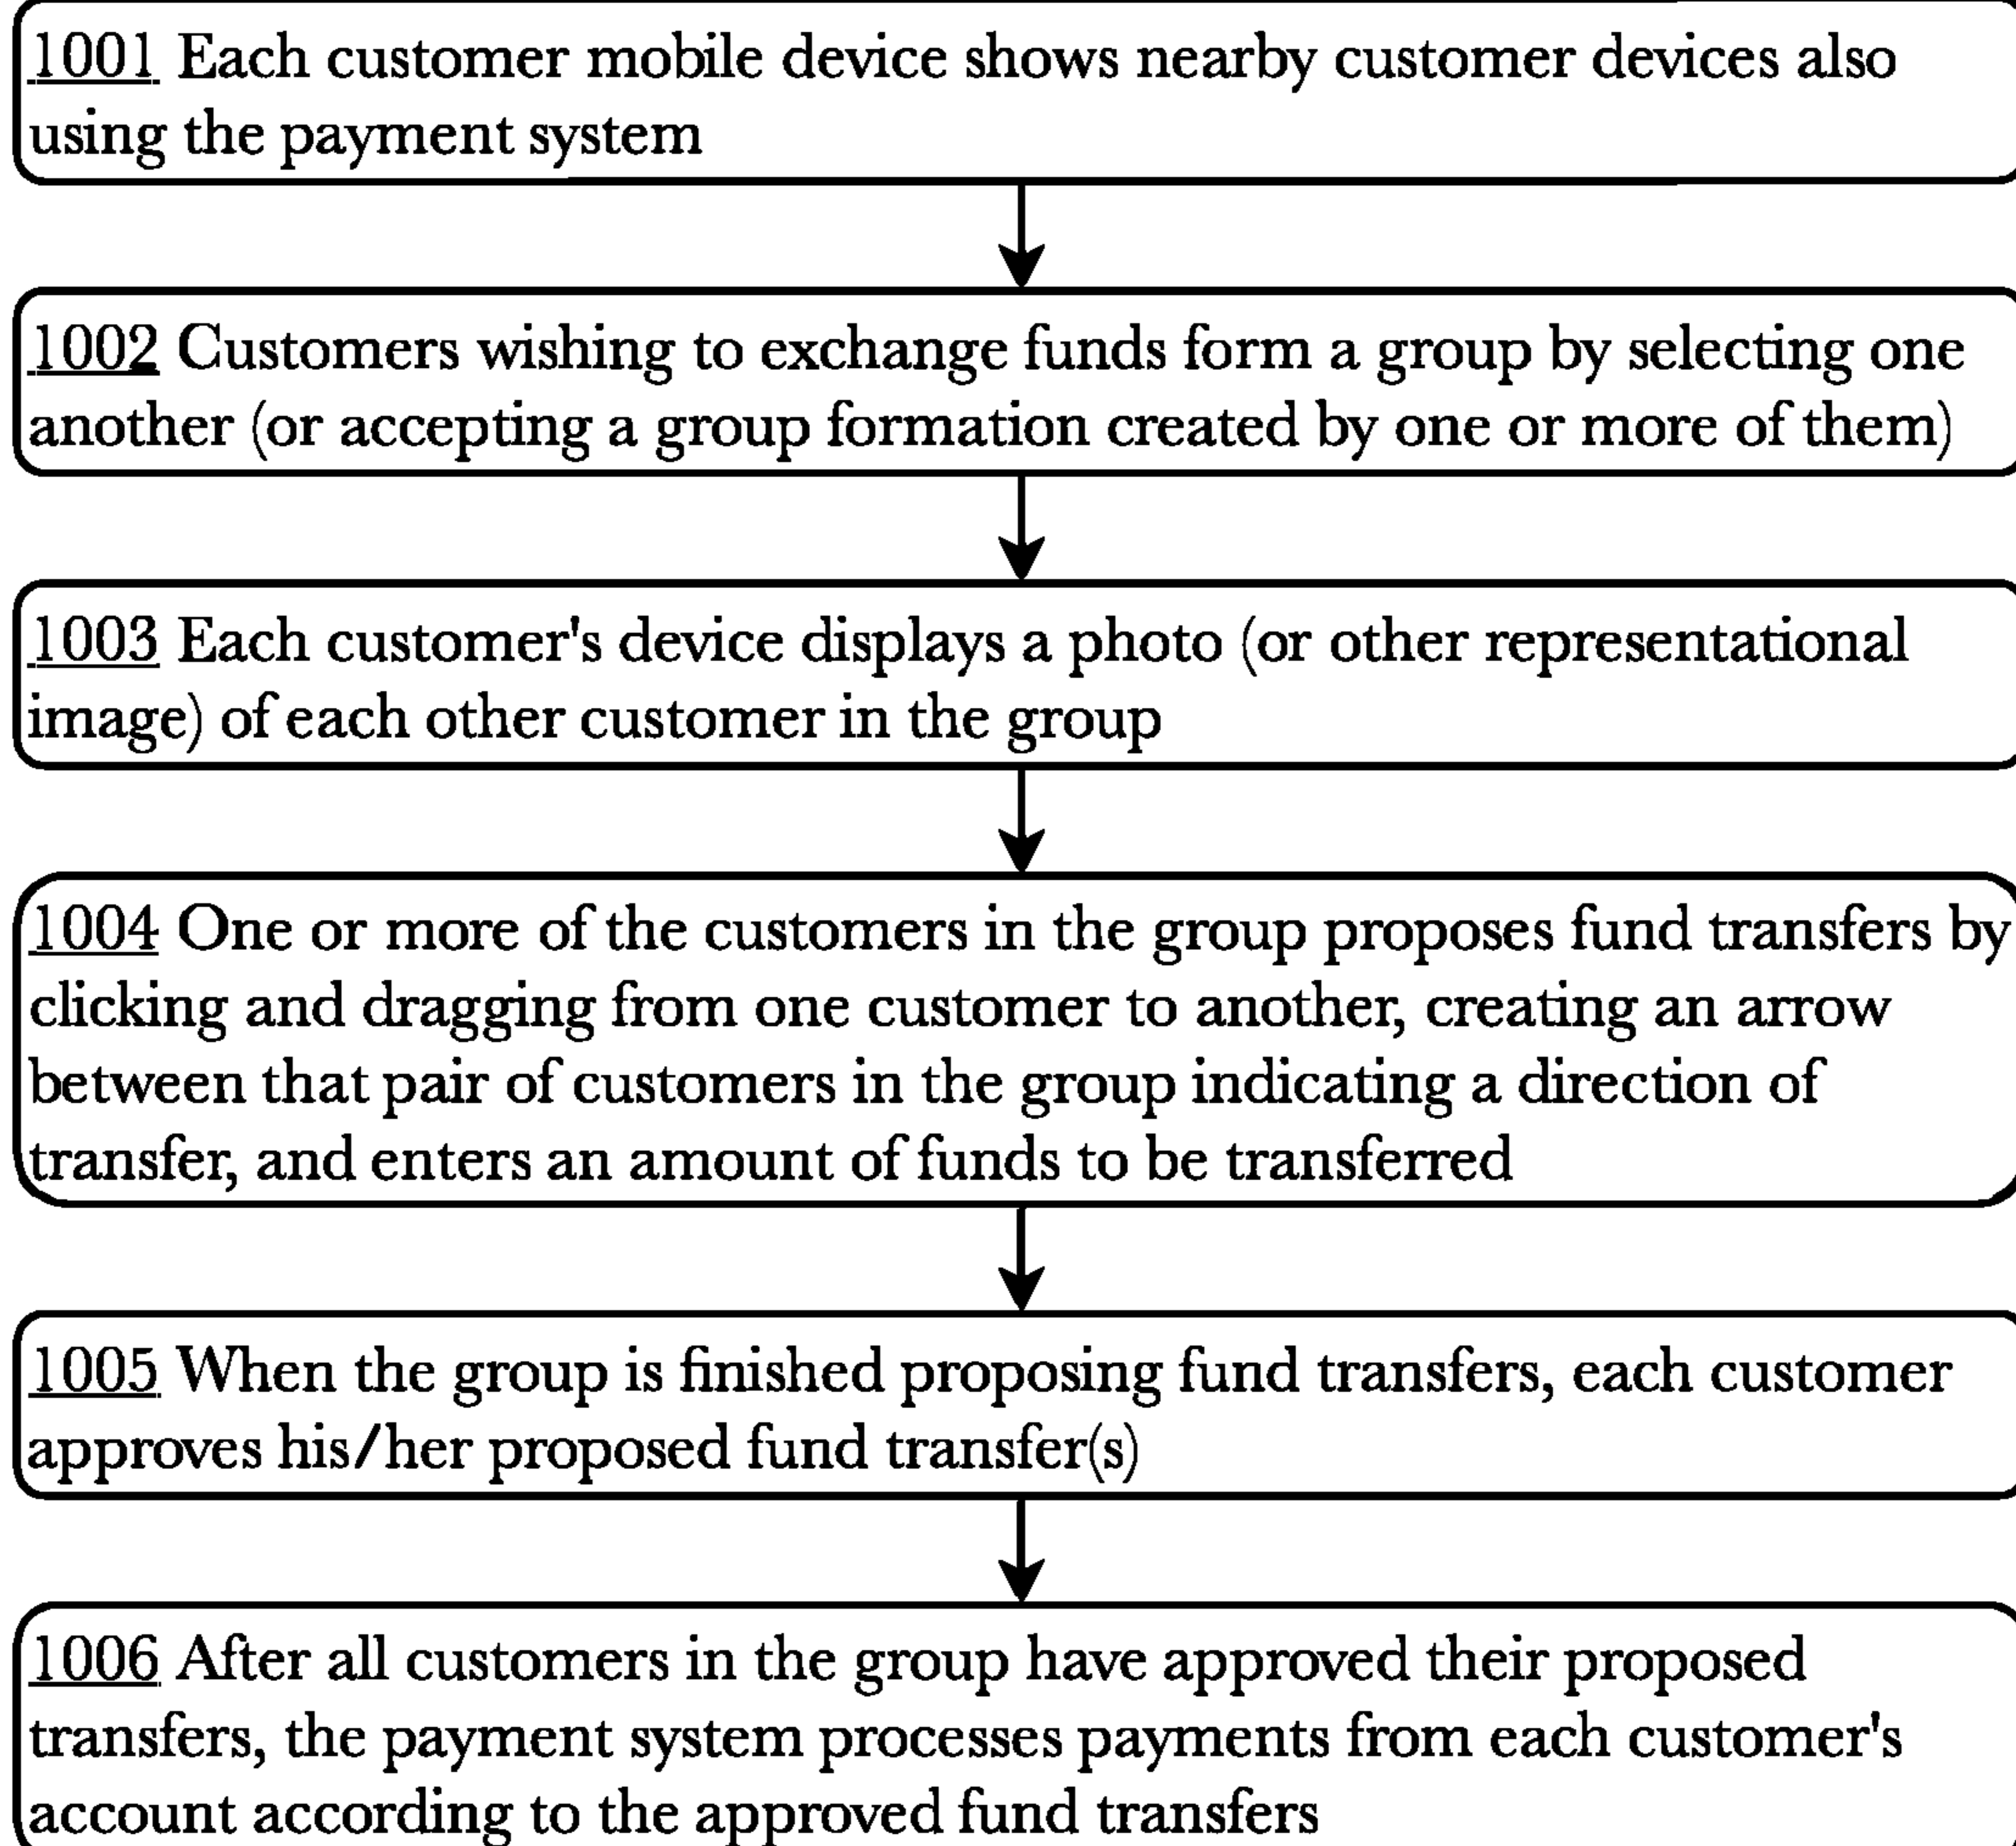 1001 Each customer mobile device shows nearby customer devices also
using the payment system
1002 Customers wishing to exchange funds form a group by selecting one
another (or accepting a group formation created by one or more of them)
1003 Each customer's device displays a photo (or other representational
image) of each other customer in the group
1004 One or more of the customers in the group proposes fund transfers by
clicking and dragging from one customer to another, creating an arrow
between that pair of customers in the group indicating a direction of
transfer, and enters an amount of funds to be transferred
1005 When the group is finished proposing fund transfers, each customer
approves his/her proposed fund transfer(s)
1006 After all customers in the group have approved their proposed
transfers, the payment system processes payments from each customer's
account according to the approved fund transfers